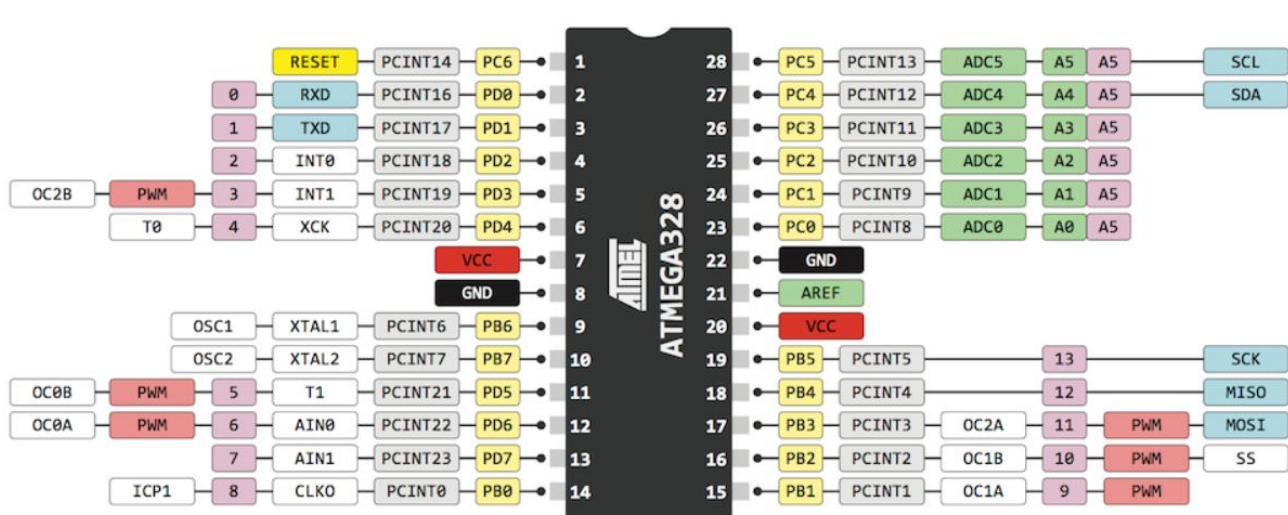 RESET PCINT14 PC6 1 28 PC5 PCINT13 ADC5 A5 A5 SCL
0 RXD PCINT16 PD0 2 27 PC4 PCINT12 ADC4 A4 A5 SDA
1 TXD PCINT17 PD1 3 26 PC3 PCINT11 ADC3 A3 A5
2 INT0 PCINT18 PD2 4 25 PC2 PCINT10 ADC2 A2 A5
OC2B PWM 3 INT1 PCINT19 PD3 5 24 PC1 PCINT9 ADC1 A1 A5
T0 4 XCK PCINT20 PD4 6 23 PC0 PCINT8 ADC0 A0 A5
VCC 7 22 GND
GND 8 21 AREF
OSC1 XTAL1 PCINT6 PB6 9 20 VCC
OSC2 XTAL2 PCINT7 PB7 10 19 PB5 PCINT5 13 SCK
OC0B PWM 5 T1 PCINT21 PD5 11 18 PB4 PCINT4 12 MISO
OC0A PWM 6 AIN0 PCINT22 PD6 12 17 PB3 PCINT3 OC2A 11 PWM MOSI
7 AIN1 PCINT23 PD7 13 16 PB2 PCINT2 OC1B 10 PWM SS
ICP1 8 CLKO PCINT0 PB0 14 15 PB1 PCINT1 OC1A 9 PWM
ATMEL
ATMEGA328